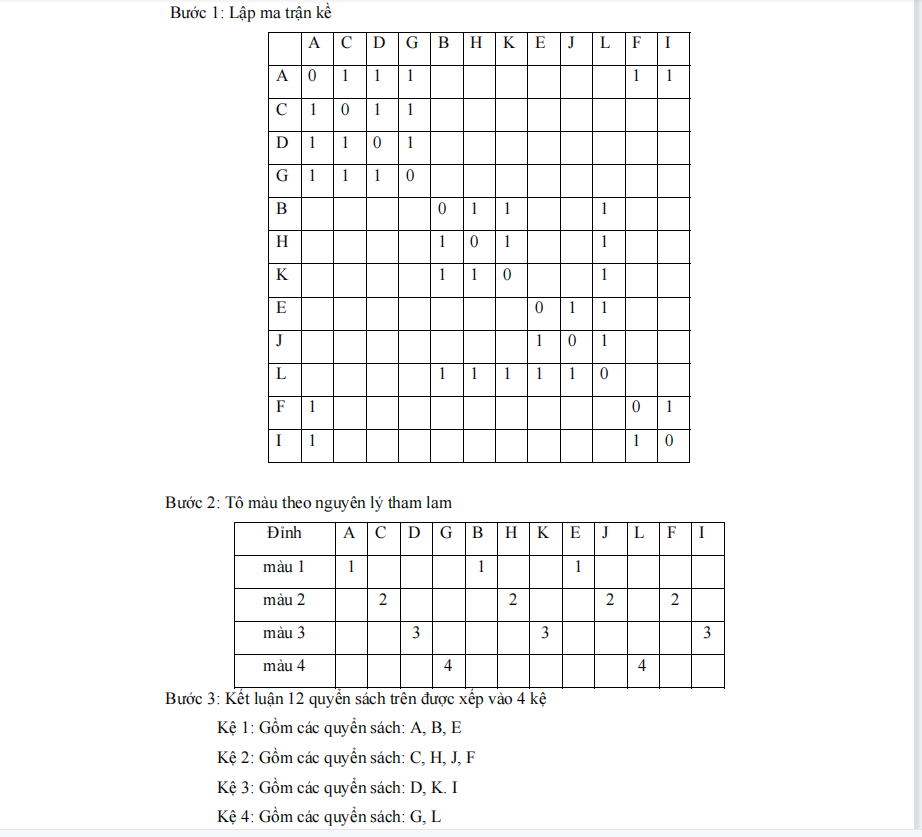 Bước 1: Lập ma trận kề
A C D G B H K E J L F I
A 0 1 1 1 1 1
C 1 0 1 1
D 1 1 0 1
G 1 1 1 0
B 0 1 1 1
H 1 0 1 1
K 1 1 0 1
E 0 1 1
J 1 0 1
L 1 1 1 1 1 0
F 1 0 1
I 1 1 0
Bước 2: Tô màu theo nguyên lý tham lam
Đỉnh A C D G B H K E J L F I
màu 1 1 1 1
màu 2 2 2 2 2
màu 3 3 3 3
màu 4 4 4
Bước 3: Kết luận 12 quyển sách trên được xếp vào 4 kệ
Kệ 1: Gồm các quyển sách: A, B, E
Kệ 2: Gồm các quyển sách: C, H, J, F
Kệ 3: Gồm các quyển sách: D, K. I
Kệ 4: Gồm các quyển sách: G, L